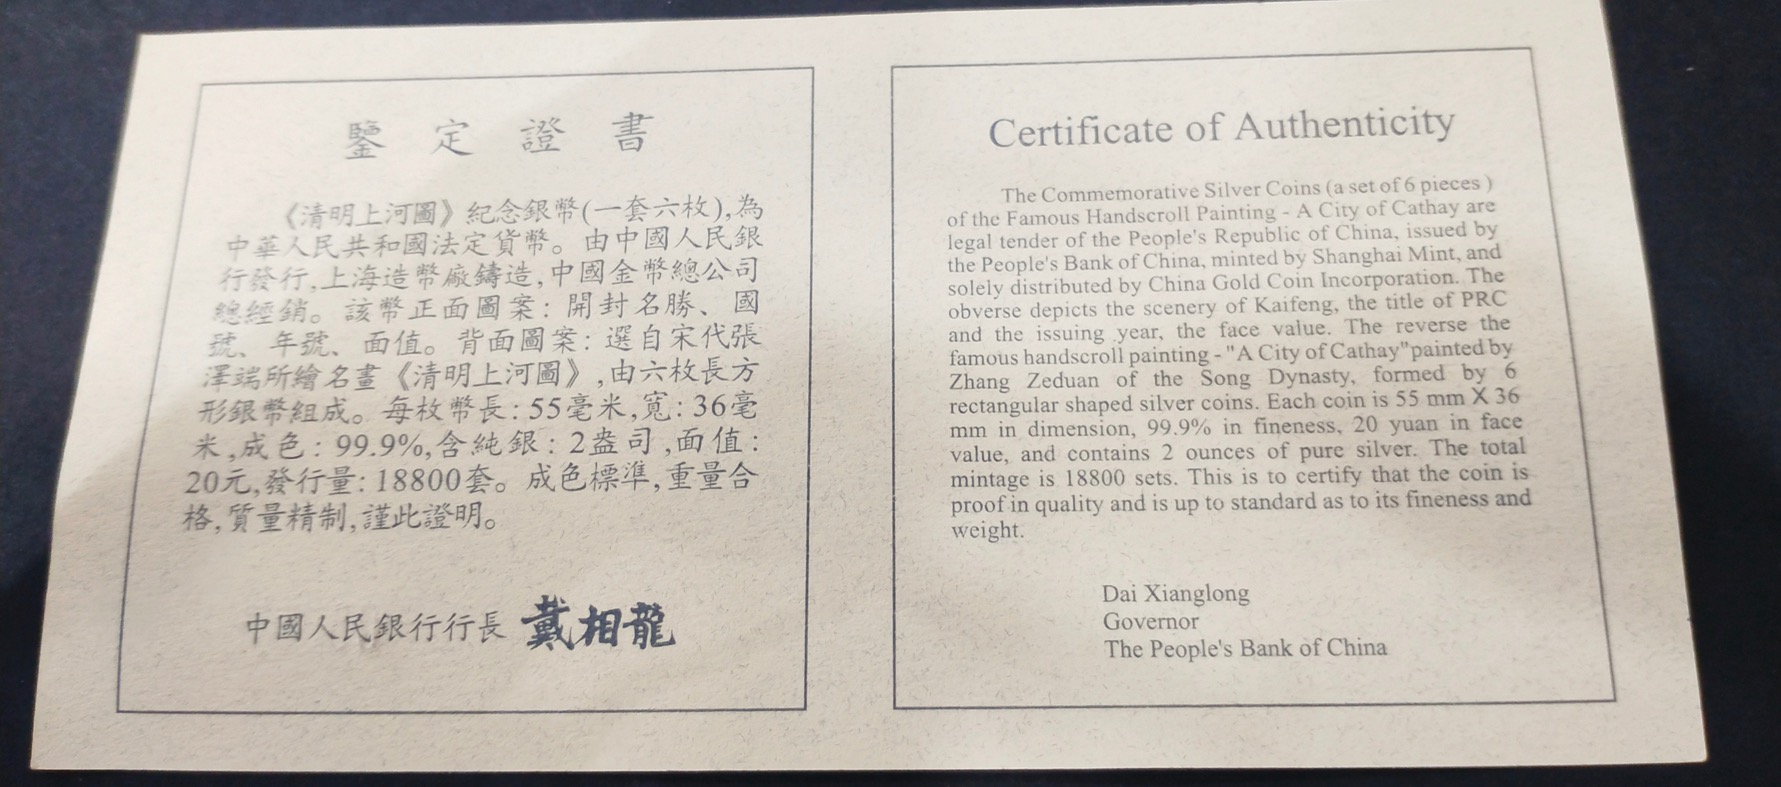 鑒定證書
《清明上河圖》紀念銀幣(一套六枚),為
中華人民共和國法定貨幣。由中國人民銀
行發行,上海造幣廠鑄造,中國金幣總公司
總經銷。該幣正面圖案:開封名勝、國
號、年號、面值。背面圖案:選自宋代張
澤端所繪名畫《清明上河圖》,由六枚長方
形銀幣組成。每枚幣長:55毫米,寬:36毫
米,成色:99.9%,含純銀:2盎司,面值:
20元,發行量:18800套。成色標準,重量合
格,質量精制,謹此證明。
中國人民銀行行長 戴相龍
Certificate of Authenticity
The Commemorative Silver Coins (a set of 6 pieces )
of the Famous Handscroll Painting - A City of Cathay are
legal tender of the People's Republic of China, issued by
the People's Bank of China, minted by Shanghai Mint, and
solely distributed by China Gold Coin Incorporation. The
obverse depicts the scenery of Kaifeng, the title of PRC
and the issuing year, the face value. The reverse the
famous handscroll painting - "A City of Cathay"painted by
Zhang Zeduan of the Song Dynasty, formed by 6
rectangular shaped silver coins. Each coin is 55 mm X 36
mm in dimension, 99.9% in fineness, 20 yuan in face
value, and contains 2 ounces of pure silver. The total
mintage is 18800 sets. This is to certify that the coin is
proof in quality and is up to standard as to its fineness and
weight.
Dai Xianglong
Governor
The People's Bank of China